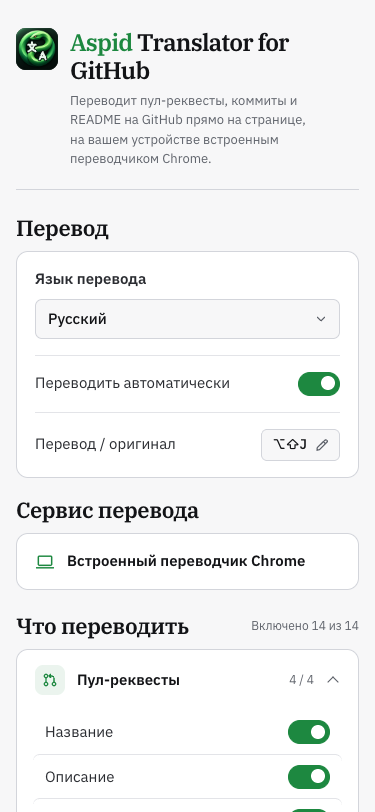 Aspid Translator for
GitHub
Переводит пул-реквесты, коммиты и
README на GitHub прямо на странице,
на вашем устройстве встроенным
переводчиком Chrome.
Перевод
Язык перевода
Русский
Переводить автоматически
Перевод / оригинал
⌥⇧J
Сервис перевода
Встроенный переводчик Chrome
Что переводить
Включено 14 из 14
Пул-реквесты
4 / 4
Название
Описание